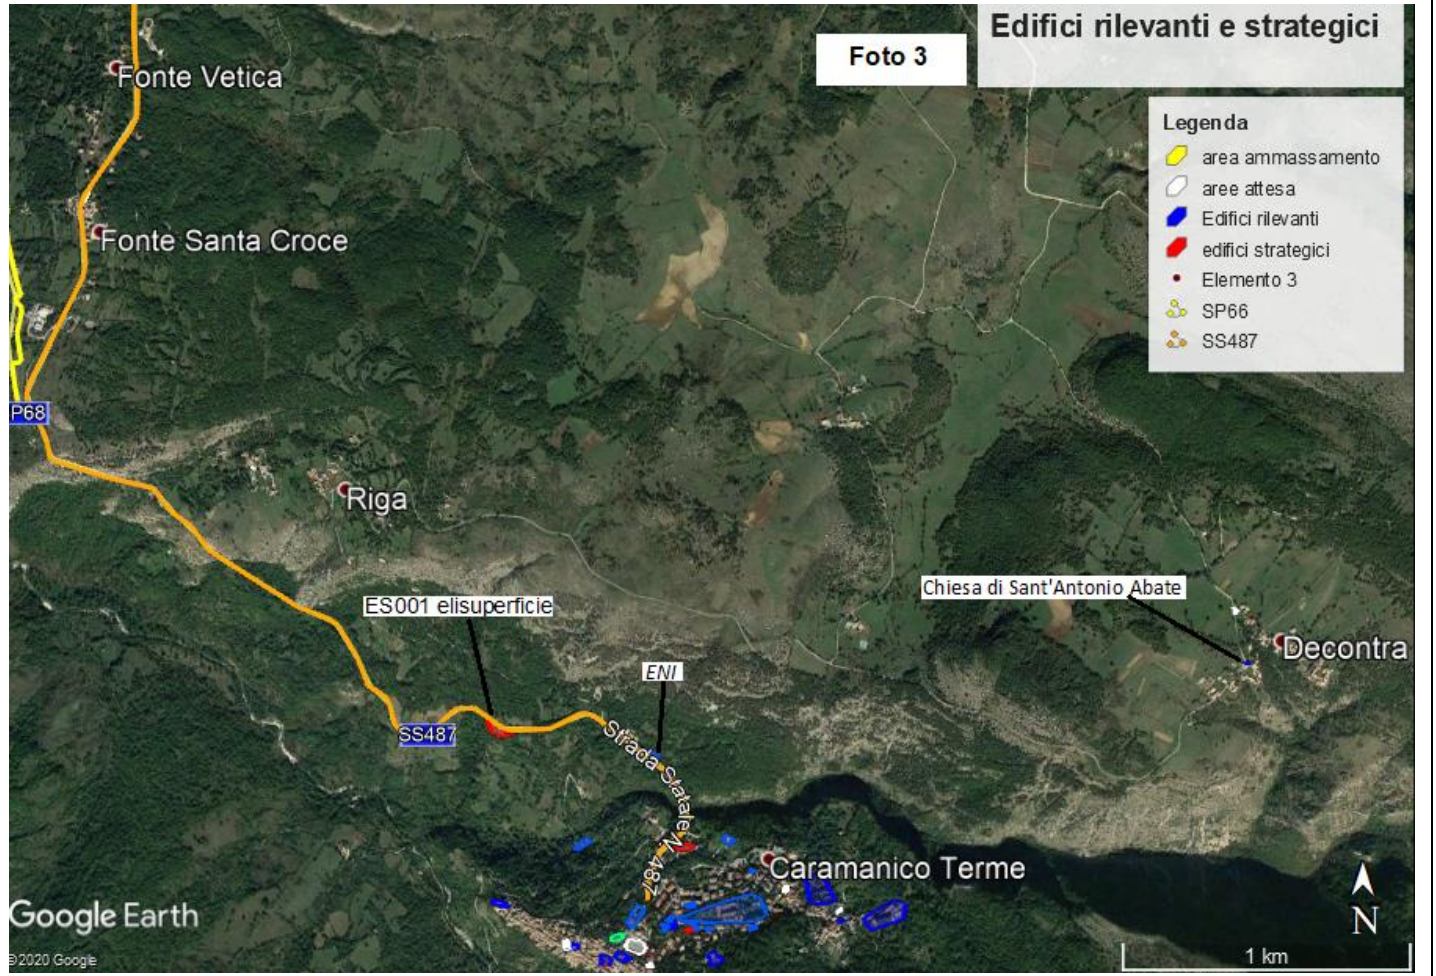 Edifici rilevanti e strategici
Foto 3
Legenda
area ammassamento
aree attesa
Edifici rilevanti
edifici strategici
Elemento 3
SP66
SS487
Fonte Vetica
Fonte Santa Croce
P68
Riga
ES001 elisuperficie
Chiesa di Sant'Antonio Abate
Decontra
ENI
SS487
Strada Statale N. 487
Caramanico Terme
Google Earth
©2020 Google
N
1 km